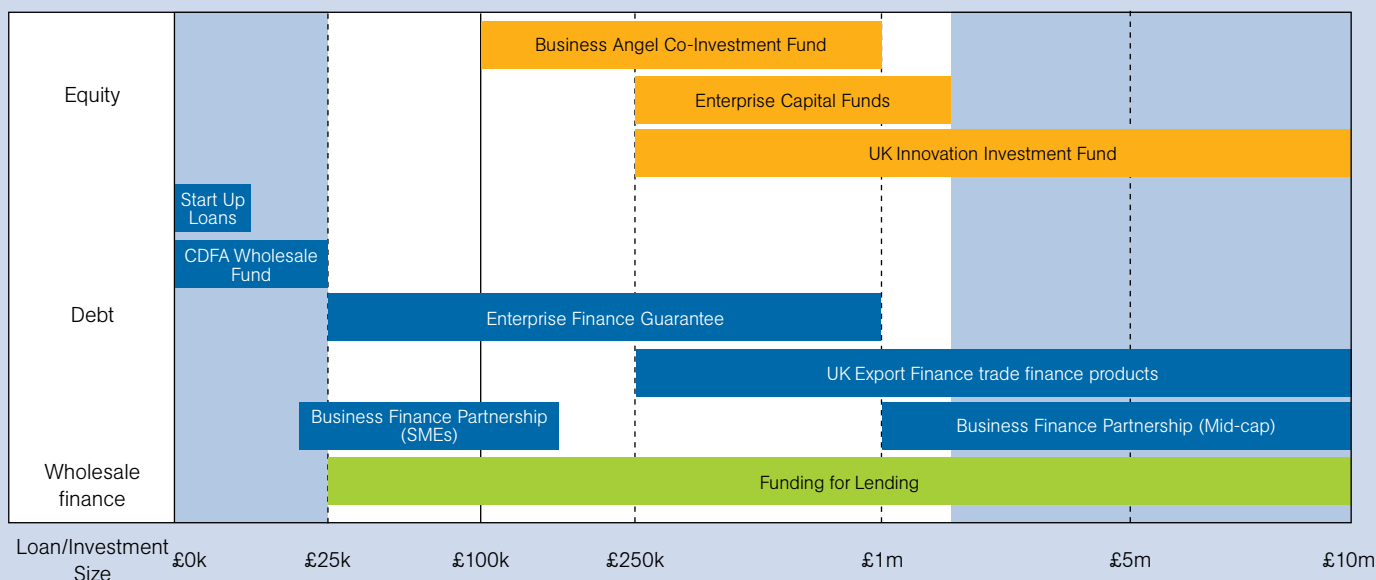 Business Angel Co-Investment Fund
Equity
Enterprise Capital Funds
UK Innovation Investment Fund
Start Up
Loans
CDFA Wholesale
Fund
Debt
Enterprise Finance Guarantee
UK Export Finance trade finance products
Business Finance Partnership
(SMEs)
Business Finance Partnership (Mid-cap)
Wholesale
finance
Funding for Lending
Loan/Investment
Size
£0k £25k £100k £250k £1m £5m £10m